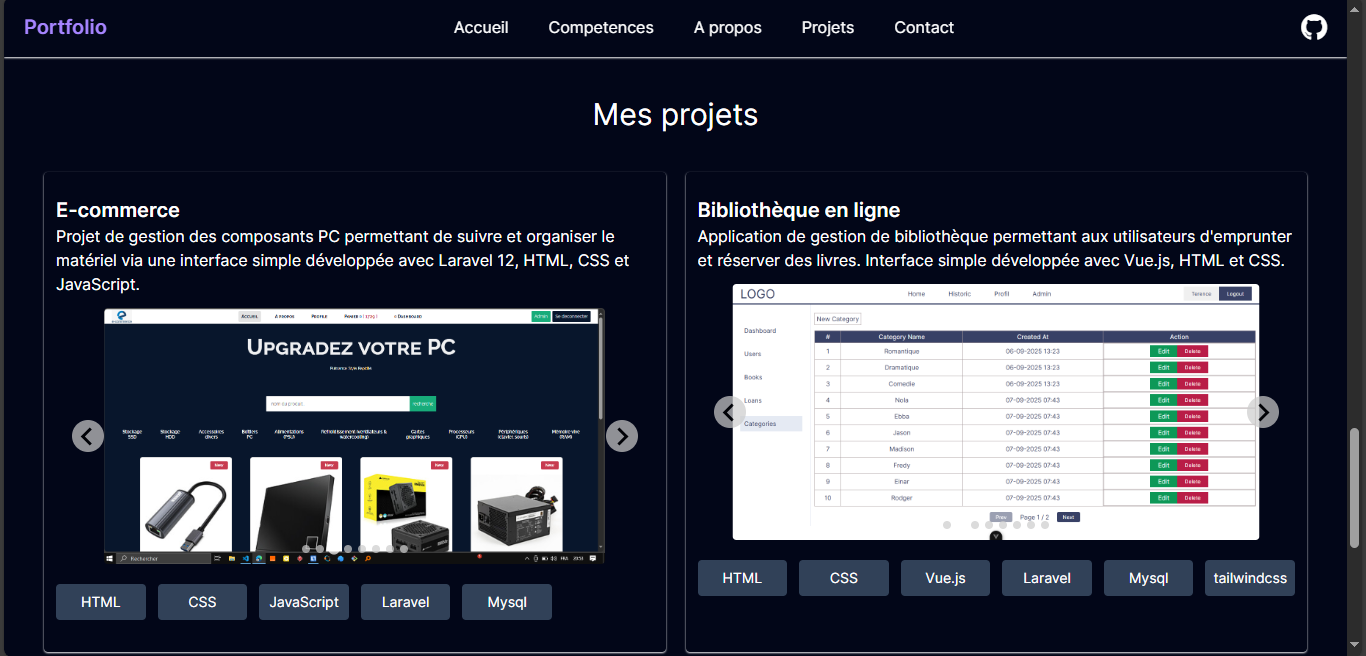 Portfolio
Accueil
Competences
A propos
Projets
Contact
Mes projets
E-commerce
Projet de gestion des composants PC permettant de suivre et organiser le
matériel via une interface simple développée avec Laravel 12, HTML, CSS et
JavaScript.
Accueil
A propos
Profile
Dashboard
Admin
Se deconnecter
Upgradez votre PC
recherche
Stockage
SSD
Stockage
HDD
Accessoires
divers
Boitiers
PC
Alimentations
(PSU)
Cartes
graphiques
Processeurs
(CPU)
Périphériques
Mémoire vive
(RAM)
New
New
New
New
Rechercher
HTML
CSS
JavaScript
Laravel
Mysql
Bibliothèque en ligne
Application de gestion de bibliothèque permettant aux utilisateurs d'emprunter
et réserver des livres. Interface simple développée avec Vue.js, HTML et CSS.
LOGO
Home
Historic
Profil
Admin
Terence
Logout
Dashboard
Users
Books
Loans
Categories
New Category
# Category Name Created At Action
1 Romantique 06-09-2025 13:23 Edit Delete
2 Dramatique 06-09-2025 13:23 Edit Delete
3 Comedie 06-09-2025 13:23 Edit Delete
4 Nola 07-09-2025 07:43 Edit Delete
5 Ebba 07-09-2025 07:43 Edit Delete
6 Jason 07-09-2025 07:43 Edit Delete
7 Madison 07-09-2025 07:43 Edit Delete
8 Fredy 07-09-2025 07:43 Edit Delete
9 Einar 07-09-2025 07:43 Edit Delete
10 Rodger 07-09-2025 07:43 Edit Delete
Prev Page 1 / 2 Next
HTML
CSS
Vue.js
Laravel
Mysql
tailwindcss